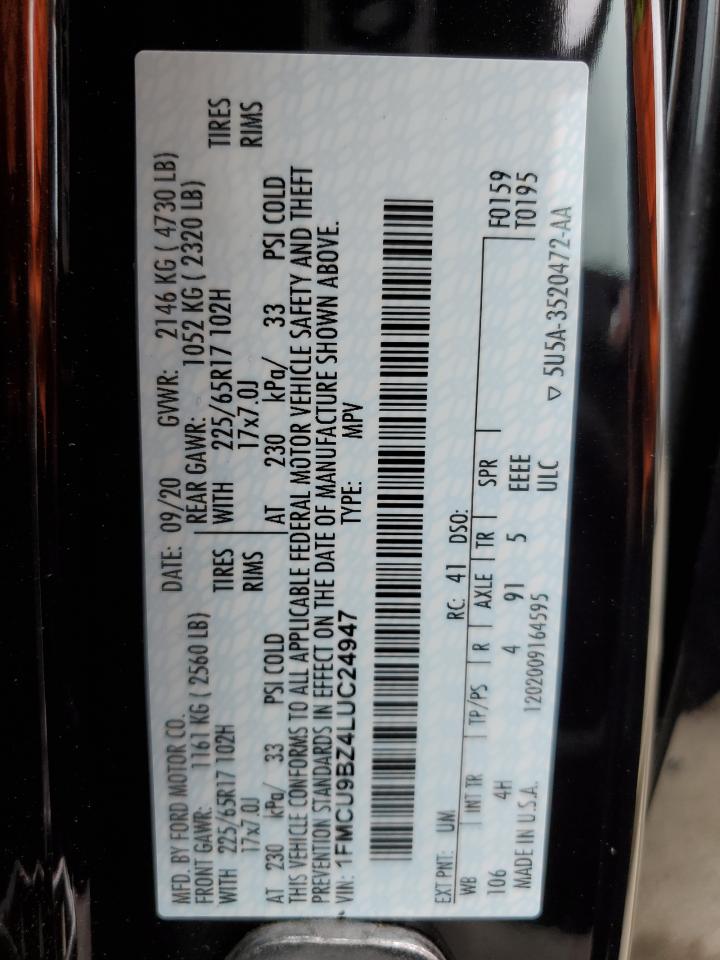 MFD. BY FORD MOTOR CO. DATE: 09/20 GVWR: 2146 KG ( 4730 LB)
FRONT GAWR: 1161 KG ( 2560 LB) REAR GAWR: 1052 KG ( 2320 LB)
WITH 225/65R17 102H TIRES WITH 225/65R17 102H TIRES
17x7.0J RIMS 17x7.0J RIMS
AT 230 kPa/ 33 PSI COLD AT 230 kPa/ 33 PSI COLD
THIS VEHICLE CONFORMS TO ALL APPLICABLE FEDERAL MOTOR VEHICLE SAFETY AND THEFT
PREVENTION STANDARDS IN EFFECT ON THE DATE OF MANUFACTURE SHOWN ABOVE.
VIN: 1FMCU9BZ4LUC24947 TYPE: MPV
EXT PNT: UM RC: 41 DSO:
WB INT TR TP/PS R AXLE TR SPR F0159
106 4H 4 91 5 EEEE T0195
ULC
MADE IN U.S.A. 1202009164595 ▽ 5U5A-3520472-AA